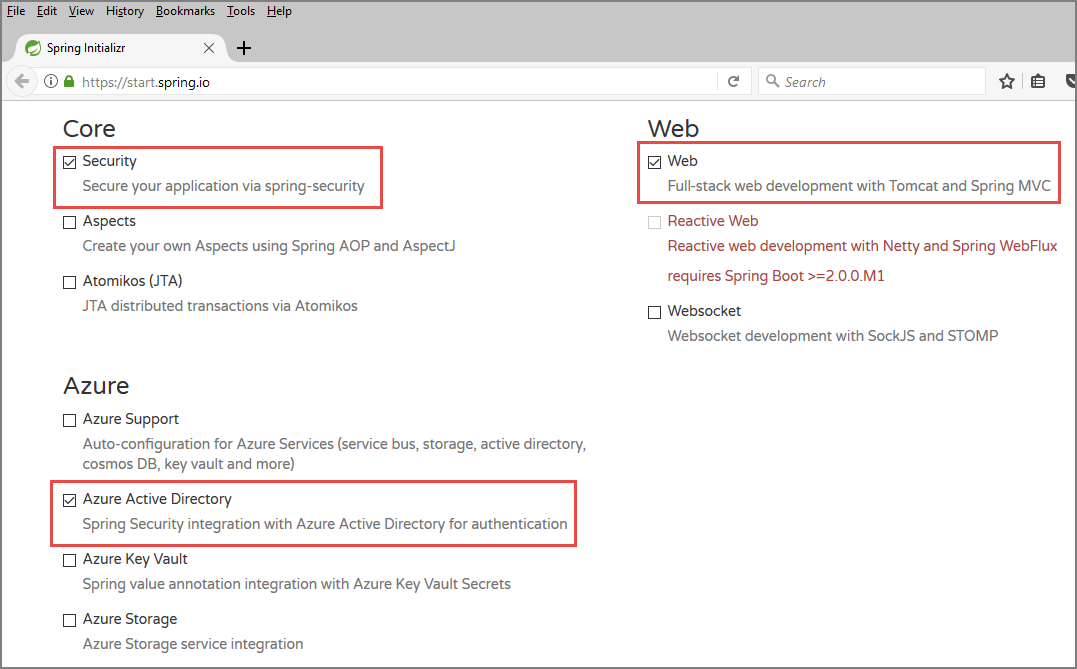 File Edit View History Bookmarks Tools Help
Spring Initializr
https://start.spring.io
Search
Core
Security
Secure your application via spring-security
Aspects
Create your own Aspects using Spring AOP and AspectJ
Atomikos (JTA)
JTA distributed transactions via Atomikos
Web
Web
Full-stack web development with Tomcat and Spring MVC
Reactive Web
Reactive web development with Netty and Spring WebFlux
requires Spring Boot >=2.0.0.M1
Websocket
Websocket development with SockJS and STOMP
Azure
Azure Support
Auto-configuration for Azure Services (service bus, storage, active directory,
cosmos DB, key vault and more)
Azure Active Directory
Spring Security integration with Azure Active Directory for authentication
Azure Key Vault
Spring value annotation integration with Azure Key Vault Secrets
Azure Storage
Azure Storage service integration